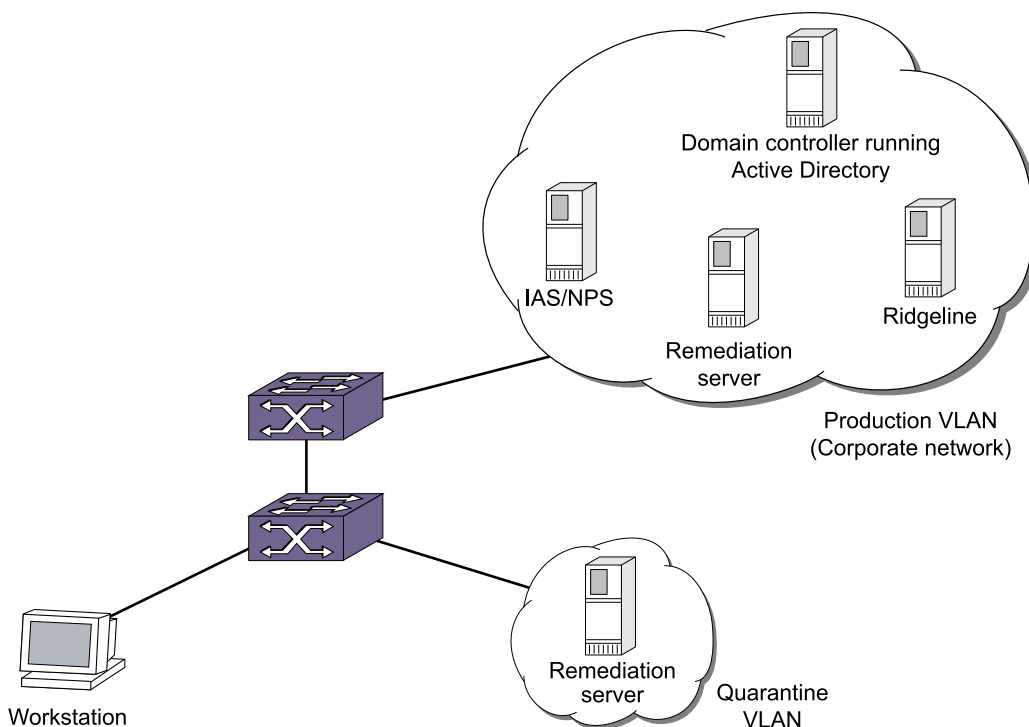 Domain controller running
Active Directory
IAS/NPS
Ridgeline
Remediation
server
Production VLAN
(Corporate network)
Remediation
server
Quarantine
VLAN
Workstation